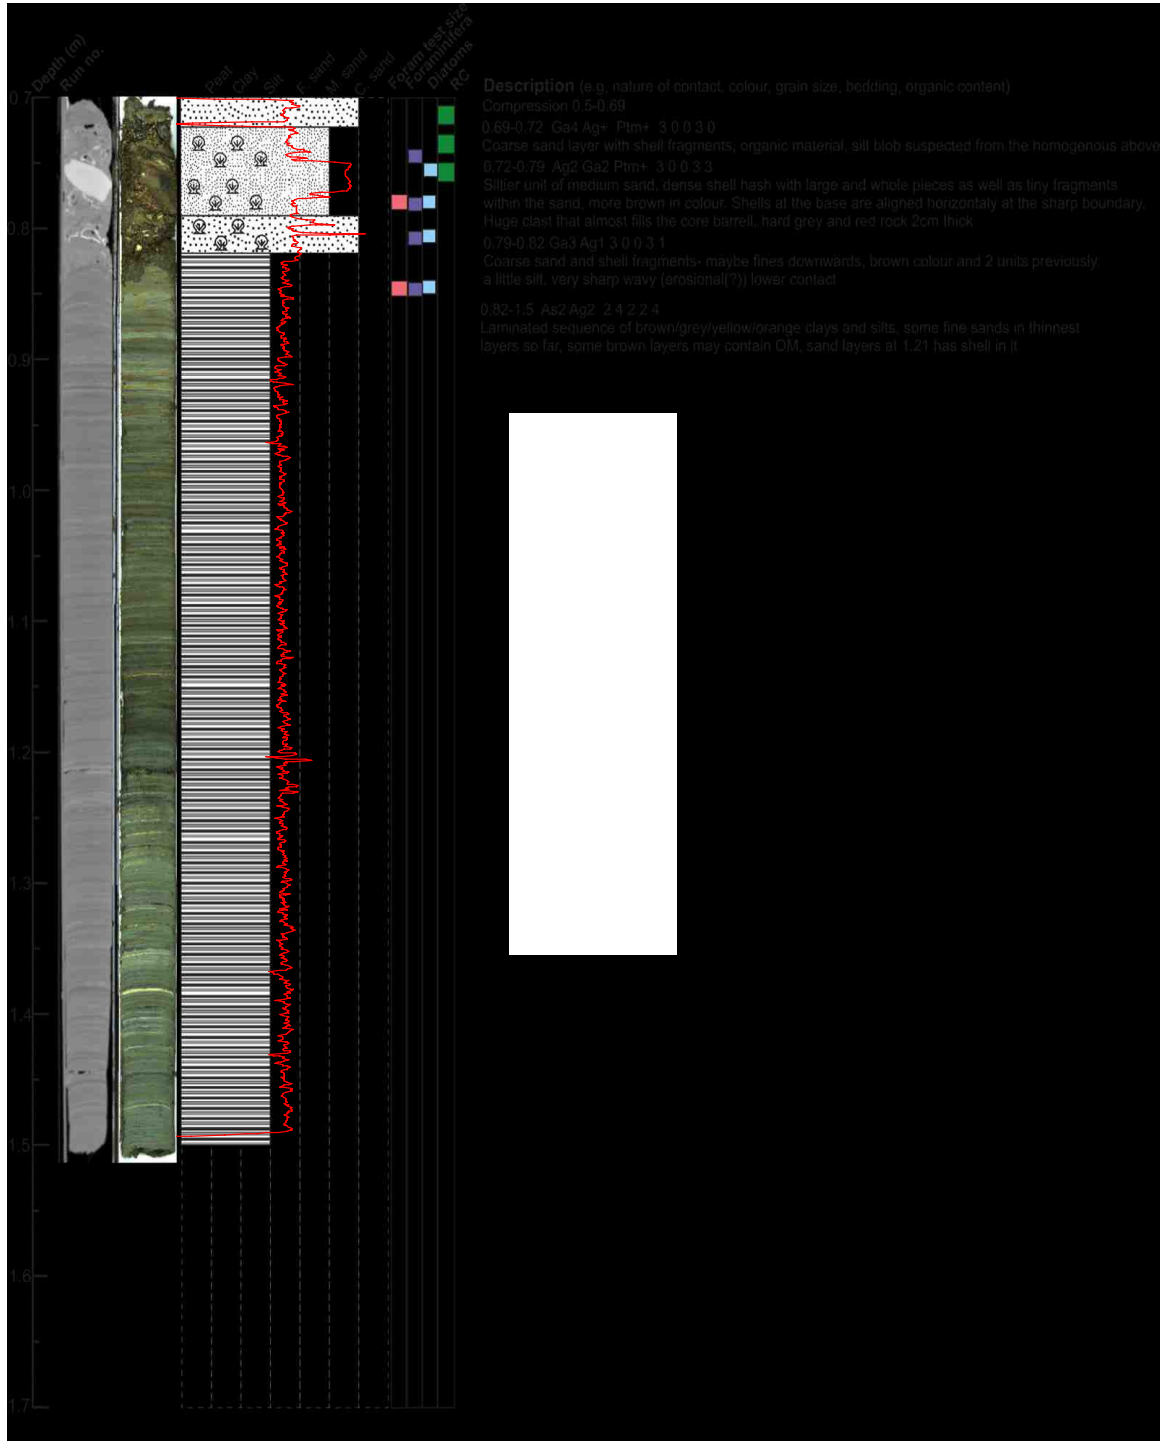 Depth (m)
Run no.
Peat
Clay
Silt
F. sand
M. sand
C. sand
Foram test size
Foraminifera
Diatoms
RC
Description (e.g. nature of contact, colour, grain size, bedding, organic content)
Compression 0.5-0.69
0.69-0.72 Ga4 Ag+ Ptm+ 3 0 0 3 0
Coarse sand layer with shell fragments, organic material, silt blob suspected from the homogenous above
0.72-0.79 Ag2 Ga2 Ptm+ 3 0 0 3 3
Siltier unit of medium sand, dense shell hash with large and whole pieces as well as tiny fragments
within the sand, more brown in colour. Shells at the base are aligned horizontaly at the sharp boundary.
Huge clast that almost fills the core barrell, hard grey and red rock 2cm thick
0.79-0.82 Ga3 Ag1 3 0 0 3 1
Coarse sand and shell fragments- maybe fines downwards, brown colour and 2 units previously.
a little silt, very sharp wavy (erosional(?)) lower contact
0.82-1.5 As2 Ag2 2 4 2 2 4
Laminated sequence of brown/grey/yellow/orange clays and silts, some fine sands in thinnest
layers so far, some brown layers may contain OM, sand layers at 1.21 has shell in it
0.7
0.8
0.9
1.0
1.1
1.2
1.3
1.4
1.5
1.6
1.7